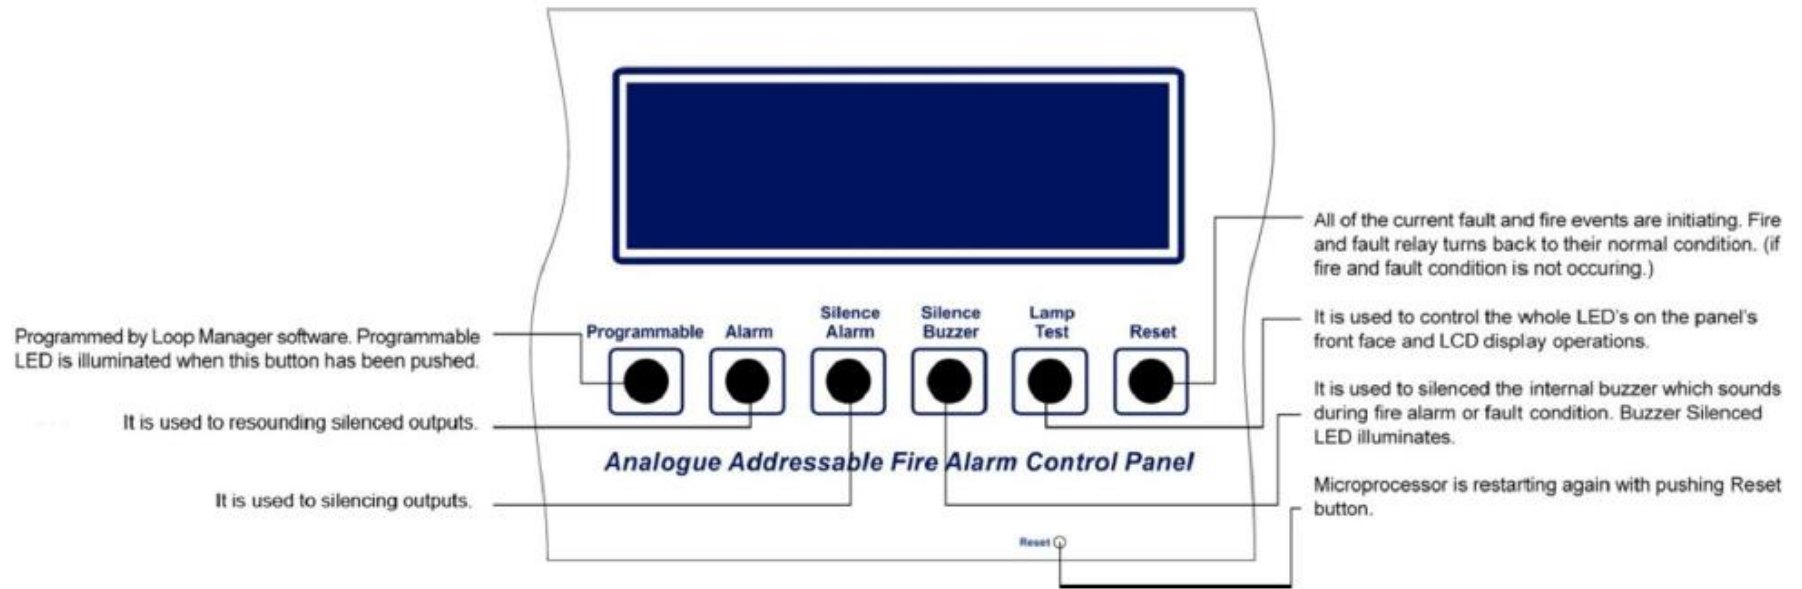 All of the current fault and fire events are initiating. Fire
and fault relay turns back to their normal condition. (if
fire and fault condition is not occuring.)
Silence Alarm
Silence Buzzer
Lamp Test
Programmable
Alarm
Reset
Programmed by Loop Manager software. Programmable
LED is illuminated when this button has been pushed.
It is used to control the whole LED's on the panel's
front face and LCD display operations.
It is used to silenced the internal buzzer which sounds
during fire alarm or fault condition. Buzzer Silenced
LED illuminates.
It is used to resounding silenced outputs.
Analogue Addressable Fire Alarm Control Panel
It is used to silencing outputs.
Microprocessor is restarting again with pushing Reset
button.
Reset